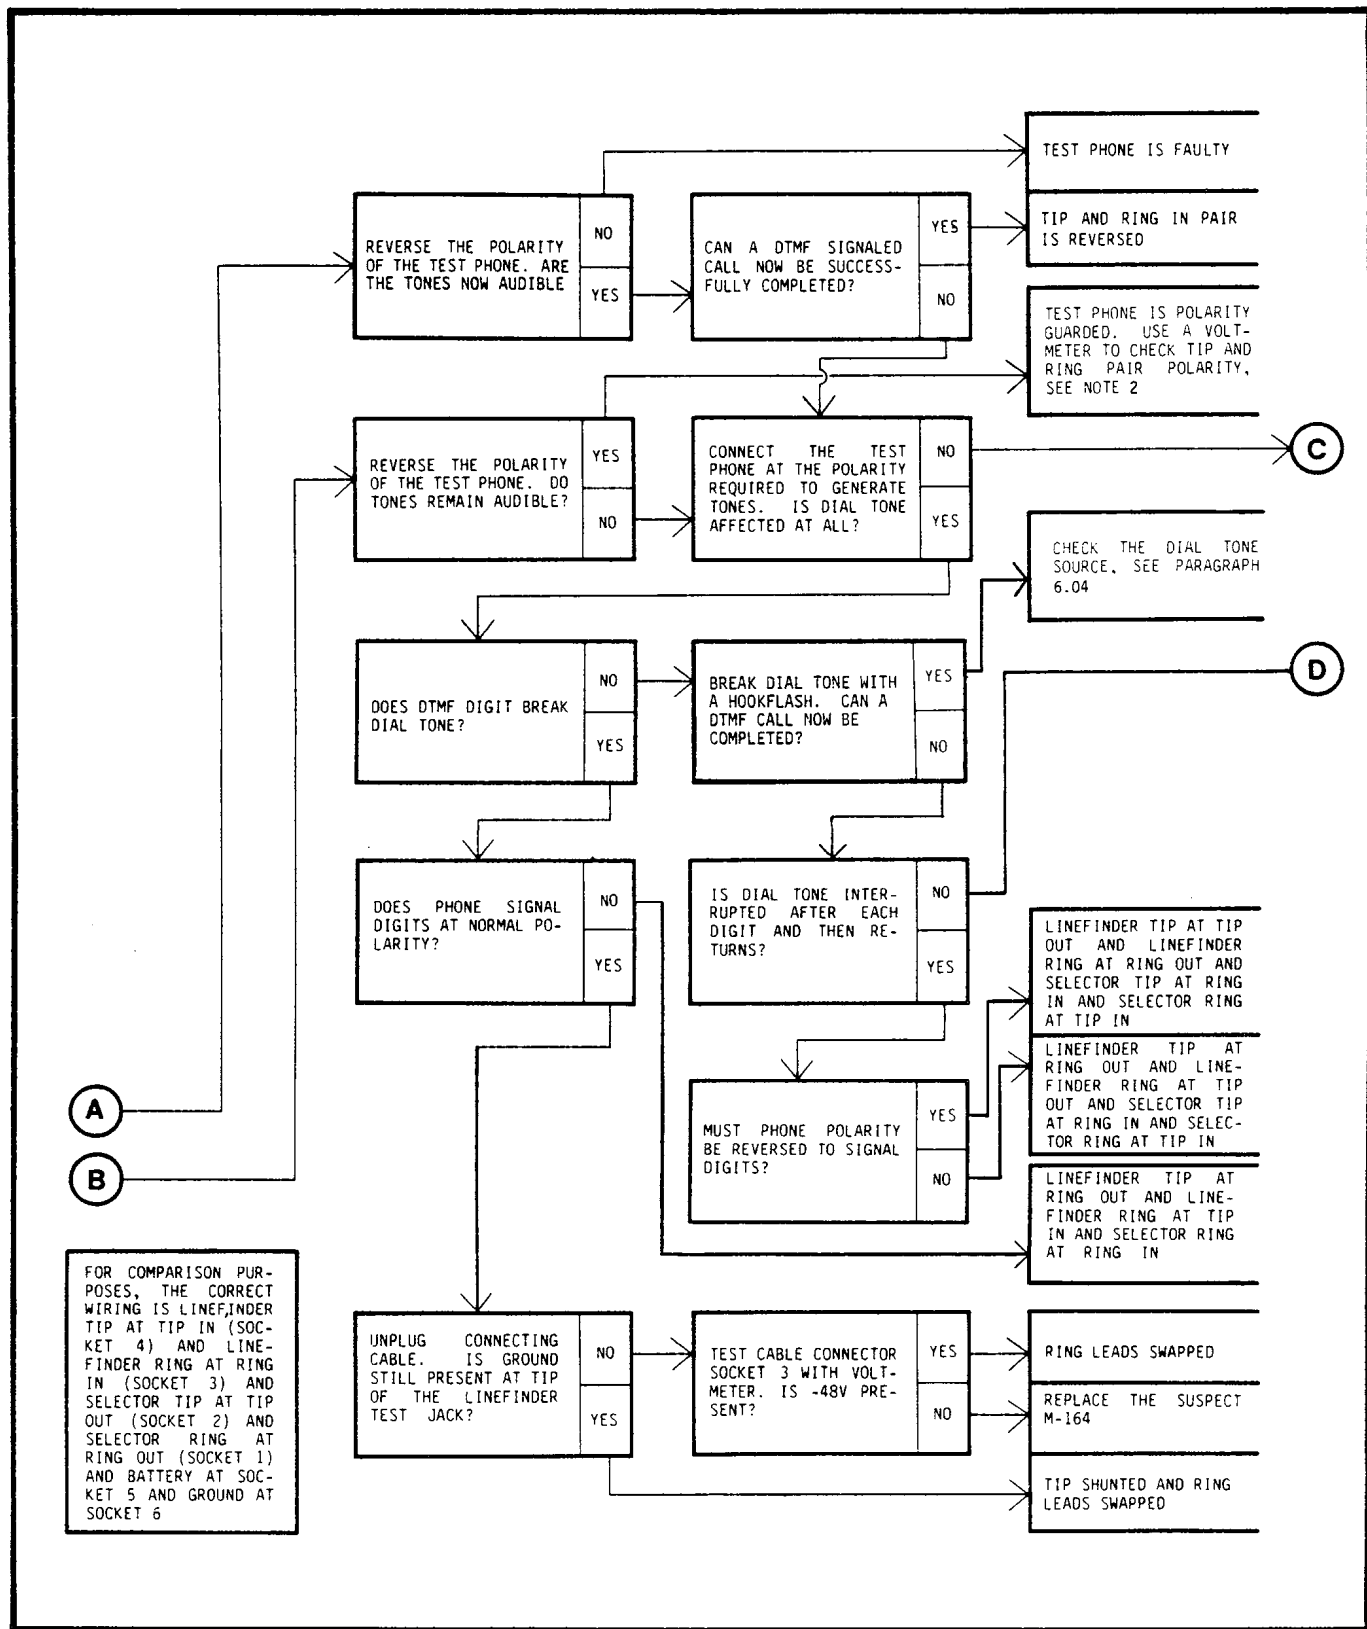 TEST PHONE IS FAULTY
REVERSE THE POLARITY
OF THE TEST PHONE. ARE
THE TONES NOW AUDIBLE
NO
YES
CAN A DTMF SIGNALED
CALL NOW BE SUCCESS-
FULLY COMPLETED?
YES
NO
TIP AND RING IN PAIR
IS REVERSED
TEST PHONE IS POLARITY
GUARDED. USE A VOLT-
METER TO CHECK TIP AND
RING PAIR POLARITY,
SEE NOTE 2
REVERSE THE POLARITY
OF THE TEST PHONE. DO
TONES REMAIN AUDIBLE?
YES
NO
CONNECT THE TEST
PHONE AT THE POLARITY
REQUIRED TO GENERATE
TONES. IS DIAL TONE
AFFECTED AT ALL?
NO
YES
C
CHECK THE DIAL TONE
SOURCE, SEE PARAGRAPH
6.04
DOES DTMF DIGIT BREAK
DIAL TONE?
NO
YES
BREAK DIAL TONE WITH
A HOOKFLASH. CAN A
DTMF CALL NOW BE
COMPLETED?
YES
NO
D
DOES PHONE SIGNAL
DIGITS AT NORMAL PO-
LARITY?
NO
YES
IS DIAL TONE INTER-
RUPTED AFTER EACH
DIGIT AND THEN RE-
TURNS?
NO
YES
LINEFINDER TIP AT TIP
OUT AND LINEFINDER
RING AT RING OUT AND
SELECTOR TIP AT RING
IN AND SELECTOR RING
AT TIP IN
LINEFINDER TIP AT
RING OUT AND LINE-
FINDER RING AT TIP
OUT AND SELECTOR TIP
AT RING IN AND SELEC-
TOR RING AT TIP IN
MUST PHONE POLARITY
BE REVERSED TO SIGNAL
DIGITS?
YES
NO
LINEFINDER TIP AT
RING OUT AND LINE-
FINDER RING AT TIP
IN AND SELECTOR RING
AT RING IN
A
B
FOR COMPARISON PUR-
POSES, THE CORRECT
WIRING IS LINEFINDER
TIP AT TIP IN (SOC-
KET 4) AND LINE-
FINDER RING AT RING
IN (SOCKET 3) AND
SELECTOR TIP AT TIP
OUT (SOCKET 2) AND
SELECTOR RING AT
RING OUT (SOCKET 1)
AND BATTERY AT SOC-
KET 5 AND GROUND AT
SOCKET 6
UNPLUG CONNECTING
CABLE. IS GROUND
STILL PRESENT AT TIP
OF THE LINEFINDER
TEST JACK?
NO
YES
TEST CABLE CONNECTOR
SOCKET 3 WITH VOLT-
METER. IS -48V PRE-
SENT?
YES
NO
RING LEADS SWAPPED
REPLACE THE SUSPECT
M-164
TIP SHUNTED AND RING
LEADS SWAPPED